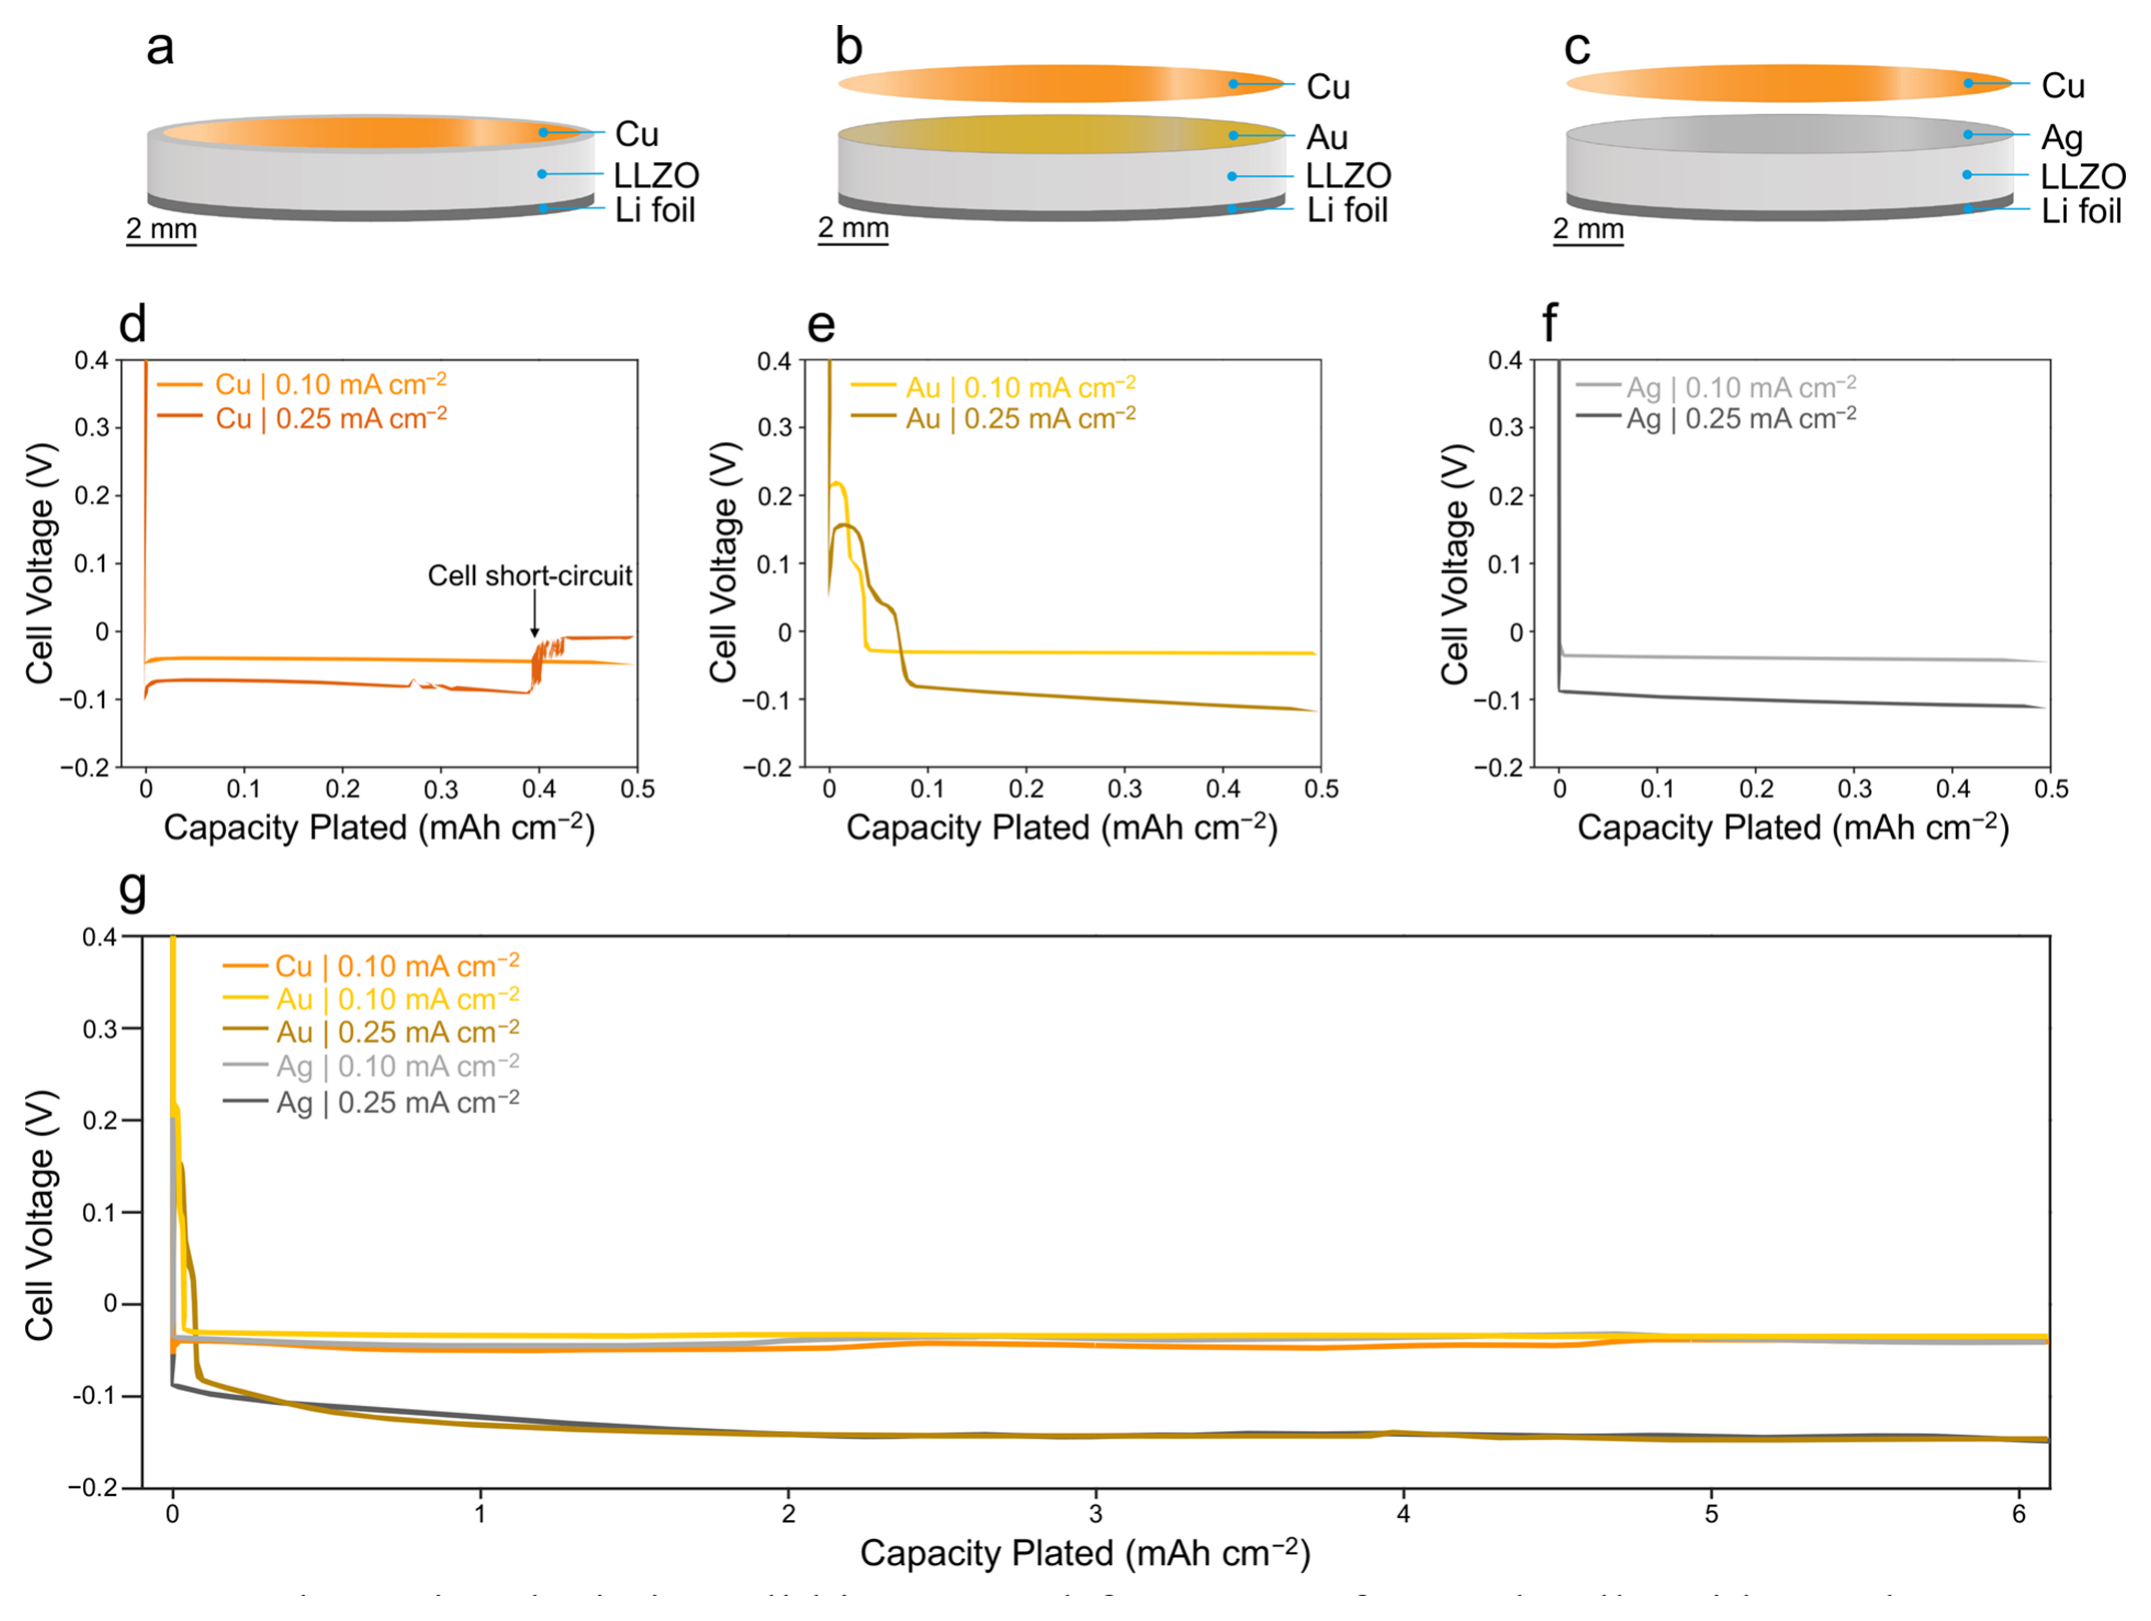 a
Cu
LLZO
Li foil
2 mm
b
Cu
Au
LLZO
Li foil
2 mm
c
Cu
Ag
LLZO
Li foil
2 mm
d
Cu | 0.10 mA cm⁻²
Cu | 0.25 mA cm⁻²
Cell short-circuit
0.4
0.3
0.2
0.1
0
−0.1
−0.2
Cell Voltage (V)
0 0.1 0.2 0.3 0.4 0.5
Capacity Plated (mAh cm⁻²)
e
Au | 0.10 mA cm⁻²
Au | 0.25 mA cm⁻²
0.4
0.3
0.2
0.1
0
−0.1
−0.2
Cell Voltage (V)
0 0.1 0.2 0.3 0.4 0.5
Capacity Plated (mAh cm⁻²)
f
Ag | 0.10 mA cm⁻²
Ag | 0.25 mA cm⁻²
0.4
0.3
0.2
0.1
0
−0.1
−0.2
Cell Voltage (V)
0 0.1 0.2 0.3 0.4 0.5
Capacity Plated (mAh cm⁻²)
g
Cu | 0.10 mA cm⁻²
Au | 0.10 mA cm⁻²
Au | 0.25 mA cm⁻²
Ag | 0.10 mA cm⁻²
Ag | 0.25 mA cm⁻²
0.4
0.3
0.2
0.1
0
-0.1
−0.2
Cell Voltage (V)
0 1 2 3 4 5 6
Capacity Plated (mAh cm⁻²)